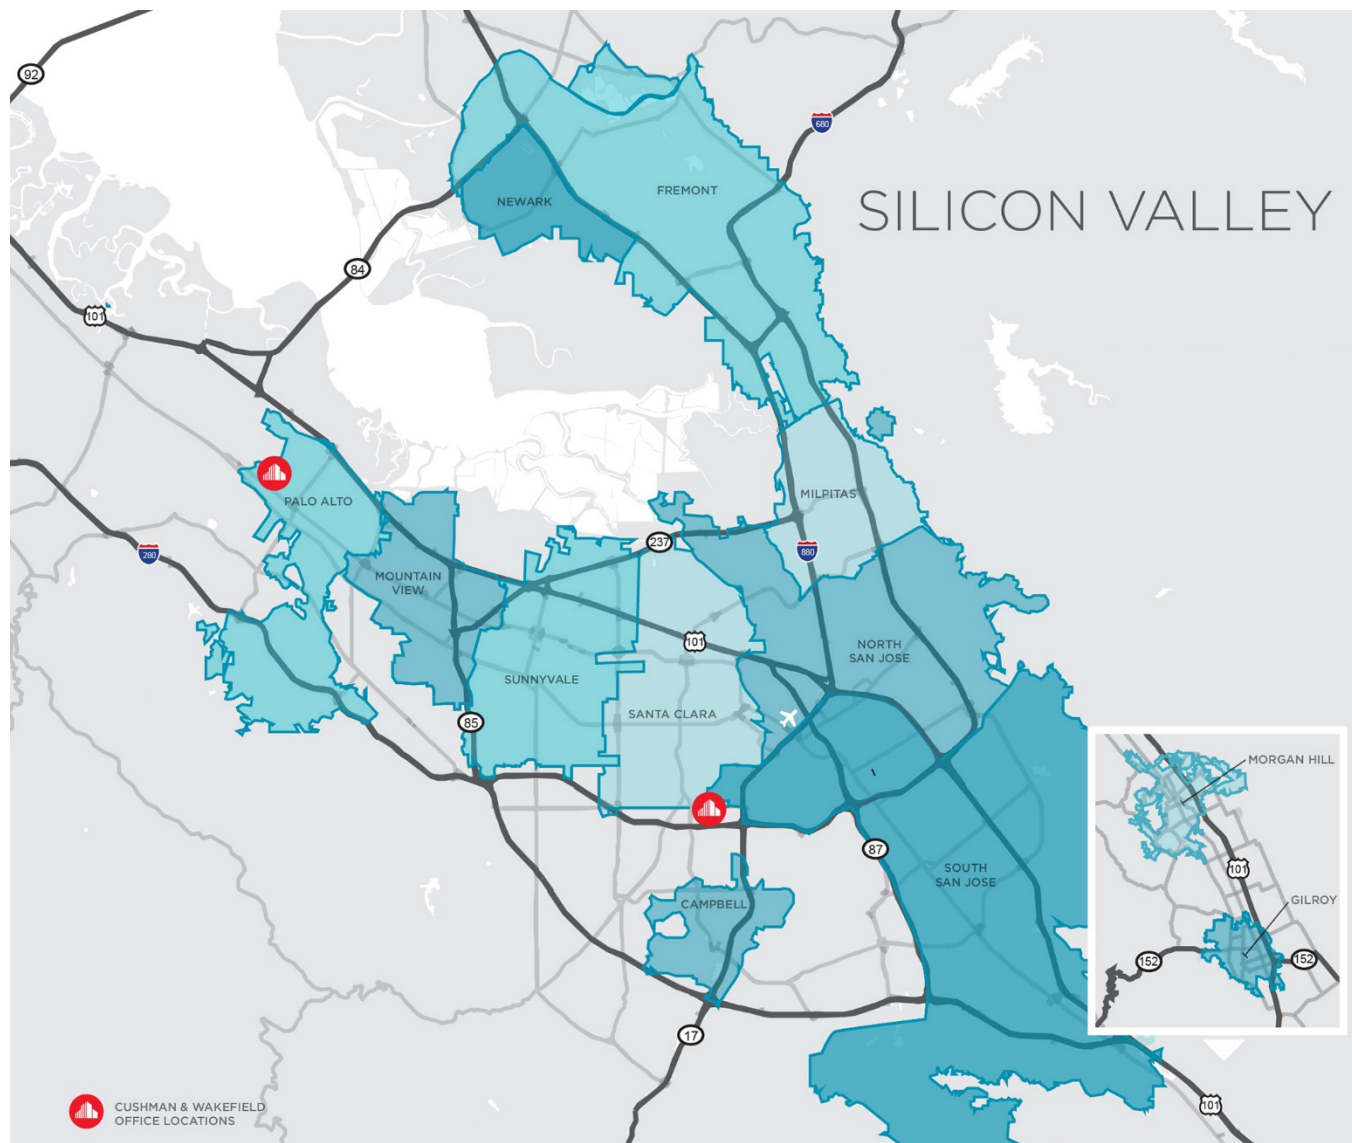 92
680
SILICON VALLEY
FREMONT
NEWARK
84
101
PALO ALTO
MILPITAS
237
880
280
MOUNTAIN
VIEW
101
NORTH
SAN JOSE
SUNNYVALE
SANTA CLARA
85
MORGAN HILL
87
SOUTH
SAN JOSE
101
CAMPBELL
GILROY
152
152
17
101
CUSHMAN & WAKEFIELD
OFFICE LOCATIONS